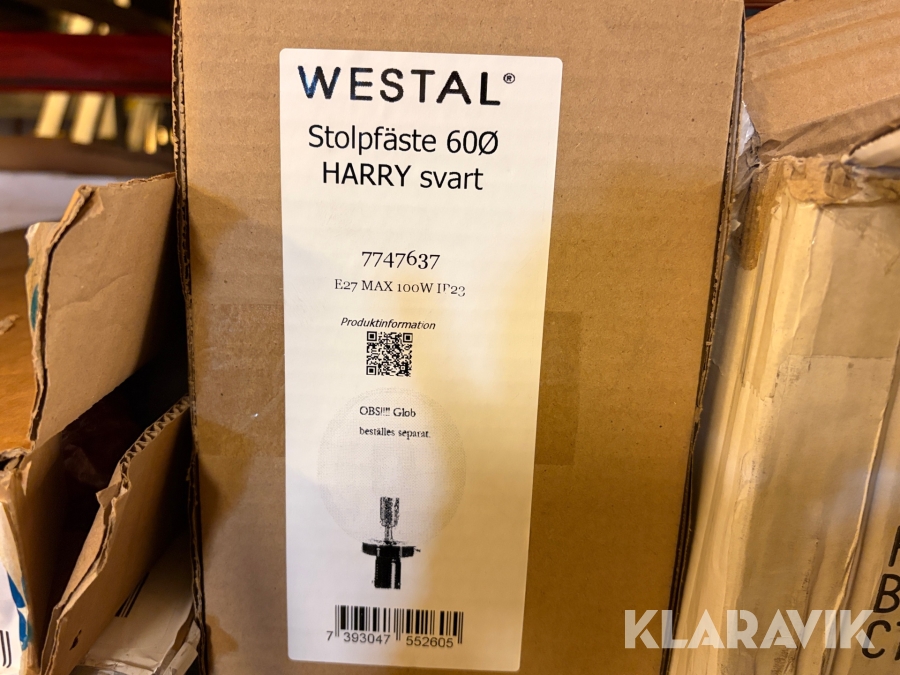 WESTAL®
Stolpfäste 60Ø
HARRY svart
7747637
E27 MAX 100W IP23
Produktinformation
OBS!!!! Glob
beställes separat.
7 393047 552605
KLARAVIK